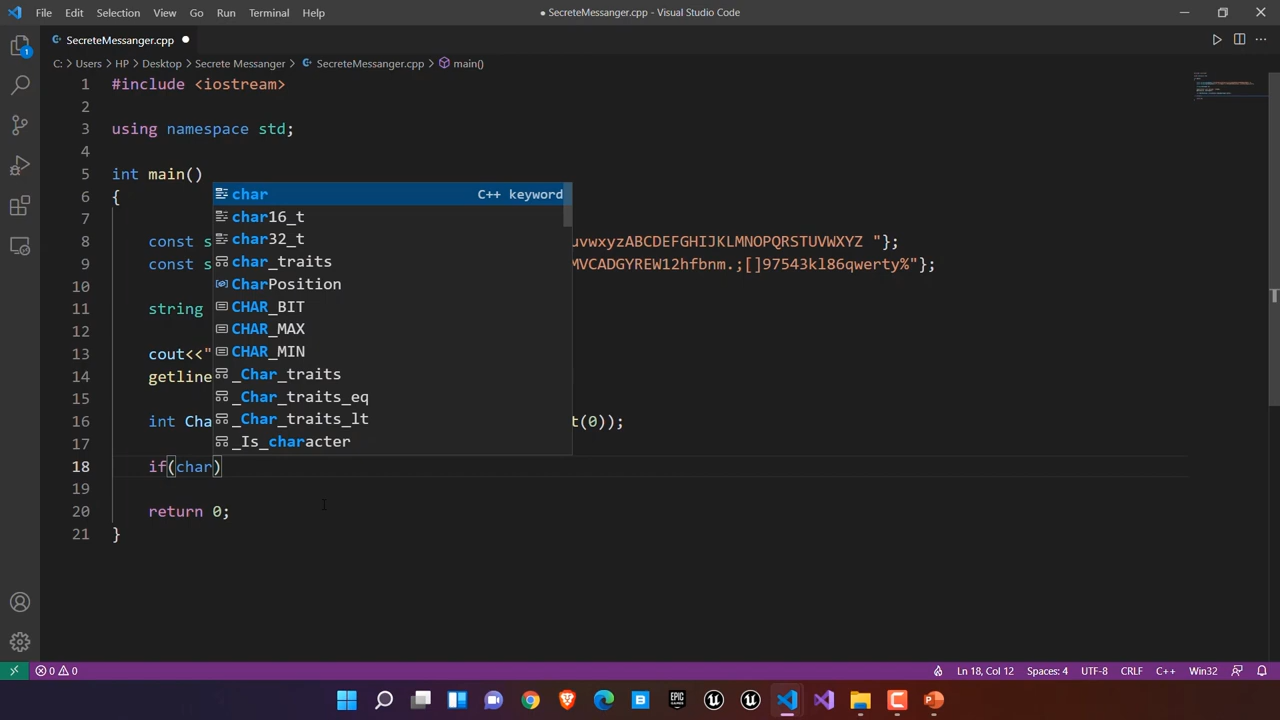 File Edit Selection View Go Run Terminal Help
● SecreteMessanger.cpp - Visual Studio Code
SecreteMessanger.cpp ●
C: > Users > HP > Desktop > Secrete Messanger > SecreteMessanger.cpp > main()
1 #include <iostream>
2
3 using namespace std;
4
5 int main()
6 {
char C++ keyword
7
char16_t
8 const s uvwxyzABCDEFGHIJKLMNOPQRSTUVWXYZ "};
char32_t
9 const s MVCADGYREW12hfbnm.;[]97543kl86qwerty%"};
char_traits
10
CharPosition
11 string
CHAR_BIT
12
CHAR_MAX
13 cout<<"
CHAR_MIN
14 getline
_Char_traits
15
_Char_traits_eq
16 int Cha t(0));
_Char_traits_lt
17
_Is_character
18 if(char)
19
20 return 0;
21 }
0 0 Ln 18, Col 12 Spaces: 4 UTF-8 CRLF C++ Win32